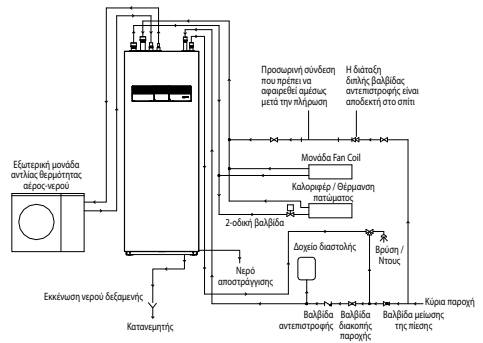 Προσωρινή σύνδεση
που πρέπει να
αφαιρεθεί αμέσως
μετά την πλήρωση
Η διάταξη
διπλής βαλβίδας
αντεπιστροφής είναι
αποδεκτή στο σπίτι
Εξωτερική μονάδα
αντλίας θερμότητας
αέρος-νερού
Μονάδα Fan Coil
Καλοριφέρ / Θέρμανση
πατώματος
2-οδική βαλβίδα
Δοχείο διαστολής
Βρύση /
Ντους
Νερό
αποστράγγισης
Εκκένωση νερού δεξαμενής
Κατανεμητής
Κύρια παροχή
Βαλβίδα
αντεπιστροφής
Βαλβίδα
διακοπής
παροχής
Βαλβίδα μείωσης
της πίεσης